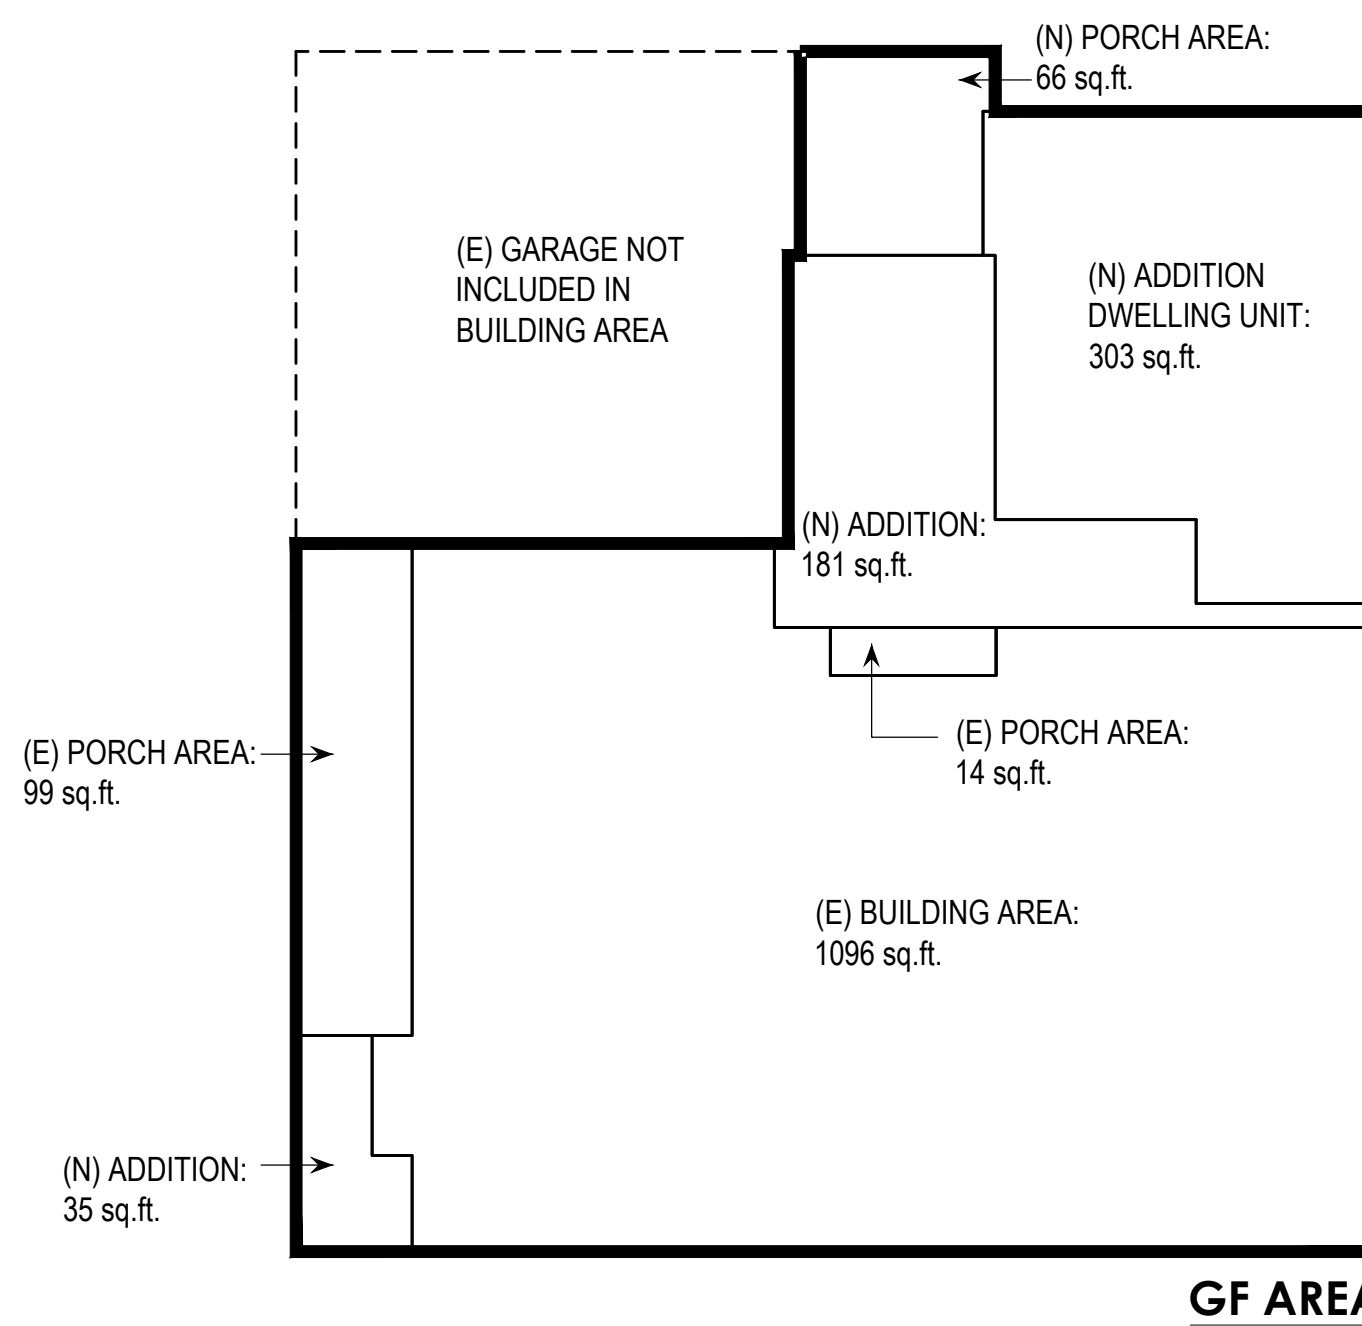 (N) PORCH AREA:
66 sq.ft.
(E) GARAGE NOT
INCLUDED IN
BUILDING AREA
(N) ADDITION
DWELLING UNIT:
303 sq.ft.
(N) ADDITION:
181 sq.ft.
(E) PORCH AREA:
99 sq.ft.
(E) PORCH AREA:
14 sq.ft.
(E) BUILDING AREA:
1096 sq.ft.
(N) ADDITION:
35 sq.ft.
GF AREA